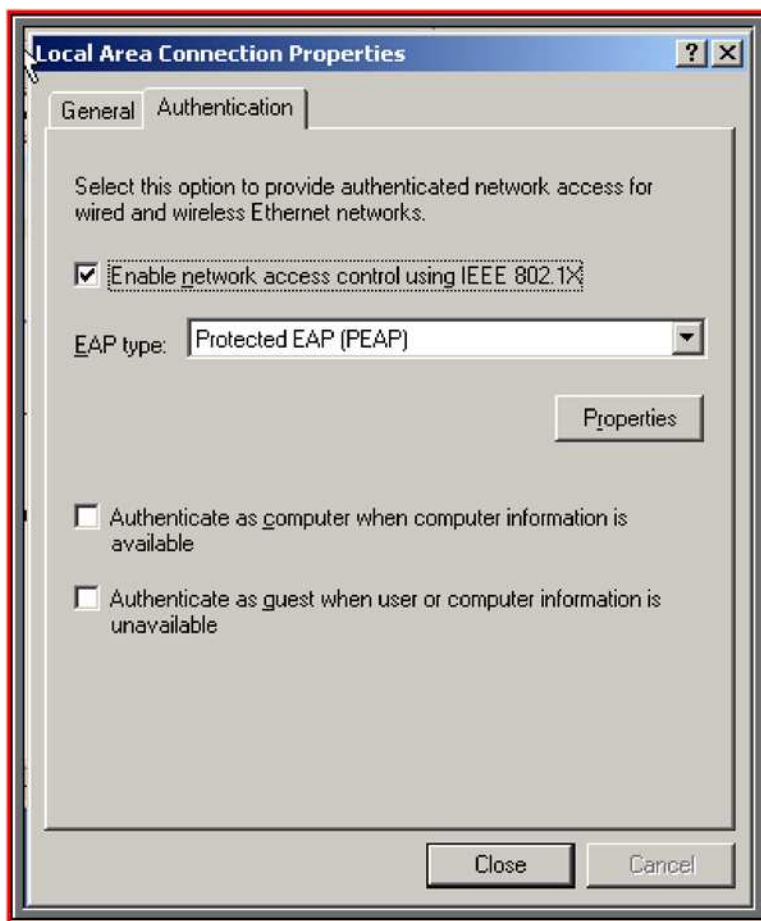 Local Area Connection Properties
General
Authentication
Select this option to provide authenticated network access for
wired and wireless Ethernet networks.
Enable network access control using IEEE 802.1X
EAP type:
Protected EAP (PEAP)
Properties
Authenticate as computer when computer information is
available
Authenticate as guest when user or computer information is
unavailable
Close
Cancel